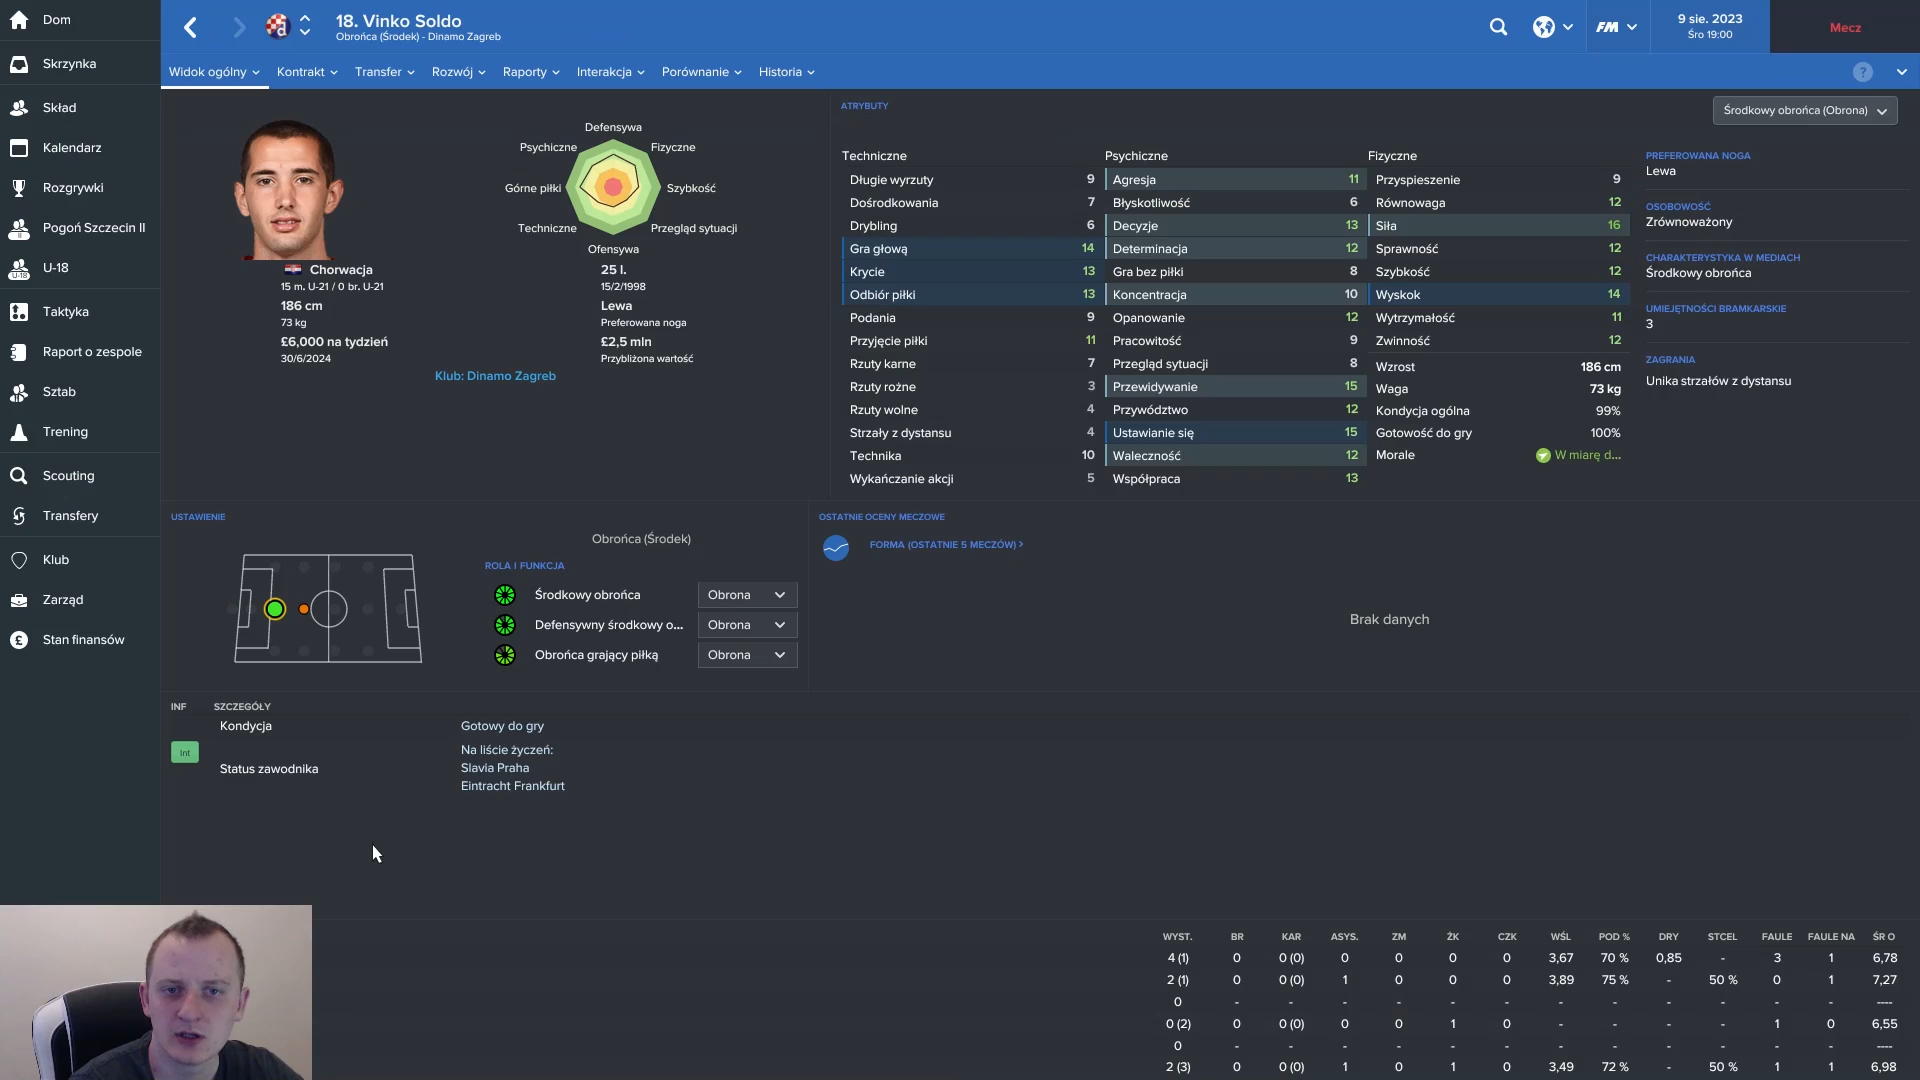 Dom
Skrzynka
Skład
Kalendarz
Rozgrywki
Pogoń Szczecin II
U-18
Taktyka
Raport o zespole
Sztab
Trening
Scouting
Transfery
Klub
Zarząd
Stan finansów
18. Vinko Soldo
Obrońca (Środek) - Dinamo Zagreb
FM
9 sie. 2023
Śro 19:00
Mecz
Widok ogólny
Kontrakt
Transfer
Rozwój
Raporty
Interakcja
Porównanie
Historia
?
Defensywa
Psychiczne
Fizyczne
Górne piłki
Szybkość
Techniczne
Przegląd sytuacji
Ofensywa
Chorwacja
15 m. U-21 / 0 br. U-21
186 cm
73 kg
£6,000 na tydzień
30/6/2024
25 l.
15/2/1998
Lewa
Preferowana noga
£2,5 mln
Przybliżona wartość
Klub: Dinamo Zagreb
ATRYBUTY
Środkowy obrońca (Obrona)
Techniczne
Długie wyrzuty 9
Dośrodkowania 7
Drybling 6
Gra głową 14
Krycie 13
Odbiór piłki 13
Podania 9
Przyjęcie piłki 11
Rzuty karne 7
Rzuty rożne 3
Rzuty wolne 4
Strzały z dystansu 4
Technika 10
Wykańczanie akcji 5
Psychiczne
Agresja 11
Błyskotliwość 6
Decyzje 13
Determinacja 12
Gra bez piłki 8
Koncentracja 10
Opanowanie 12
Pracowitość 9
Przegląd sytuacji 8
Przewidywanie 15
Przywództwo 12
Ustawianie się 15
Waleczność 12
Współpraca 13
Fizyczne
Przyspieszenie 9
Równowaga 12
Siła 16
Sprawność 12
Szybkość 12
Wyskok 14
Wytrzymałość 11
Zwinność 12
Wzrost 186 cm
Waga 73 kg
Kondycja ogólna 99%
Gotowość do gry 100%
Morale W miarę d...
PREFEROWANA NOGA
Lewa
OSOBOWOŚĆ
Zrównoważony
CHARAKTERYSTYKA W MEDIACH
Środkowy obrońca
UMIEJĘTNOŚCI BRAMKARSKIE
3
ZAGRANIA
Unika strzałów z dystansu
USTAWIENIE
Obrońca (Środek)
ROLA I FUNKCJA
Środkowy obrońca Obrona
Defensywny środkowy o... Obrona
Obrońca grający piłką Obrona
OSTATNIE OCENY MECZOWE
FORMA (OSTATNIE 5 MECZÓW) >
Brak danych
INF SZCZEGÓŁY
Kondycja Gotowy do gry
Int
Status zawodnika
Na liście życzeń:
Slavia Praha
Eintracht Frankfurt
WYST. BR KAR ASYS. ZM ŻK CZK WŚL POD % DRY STCEL FAULE FAULE NA ŚR O
4 (1) 0 0 (0) 0 0 0 0 3,67 70 % 0,85 - 3 1 6,78
2 (1) 0 0 (0) 1 0 0 0 3,89 75 % - 50 % 0 1 7,27
0 - - - - - - - - - - - - ----
0 (2) 0 0 (0) 0 0 1 0 - - - - 1 0 6,55
0 - - - - - - - - - - - - ----
2 (3) 0 0 (0) 1 0 1 0 3,49 72 % - 50 % 1 1 6,98